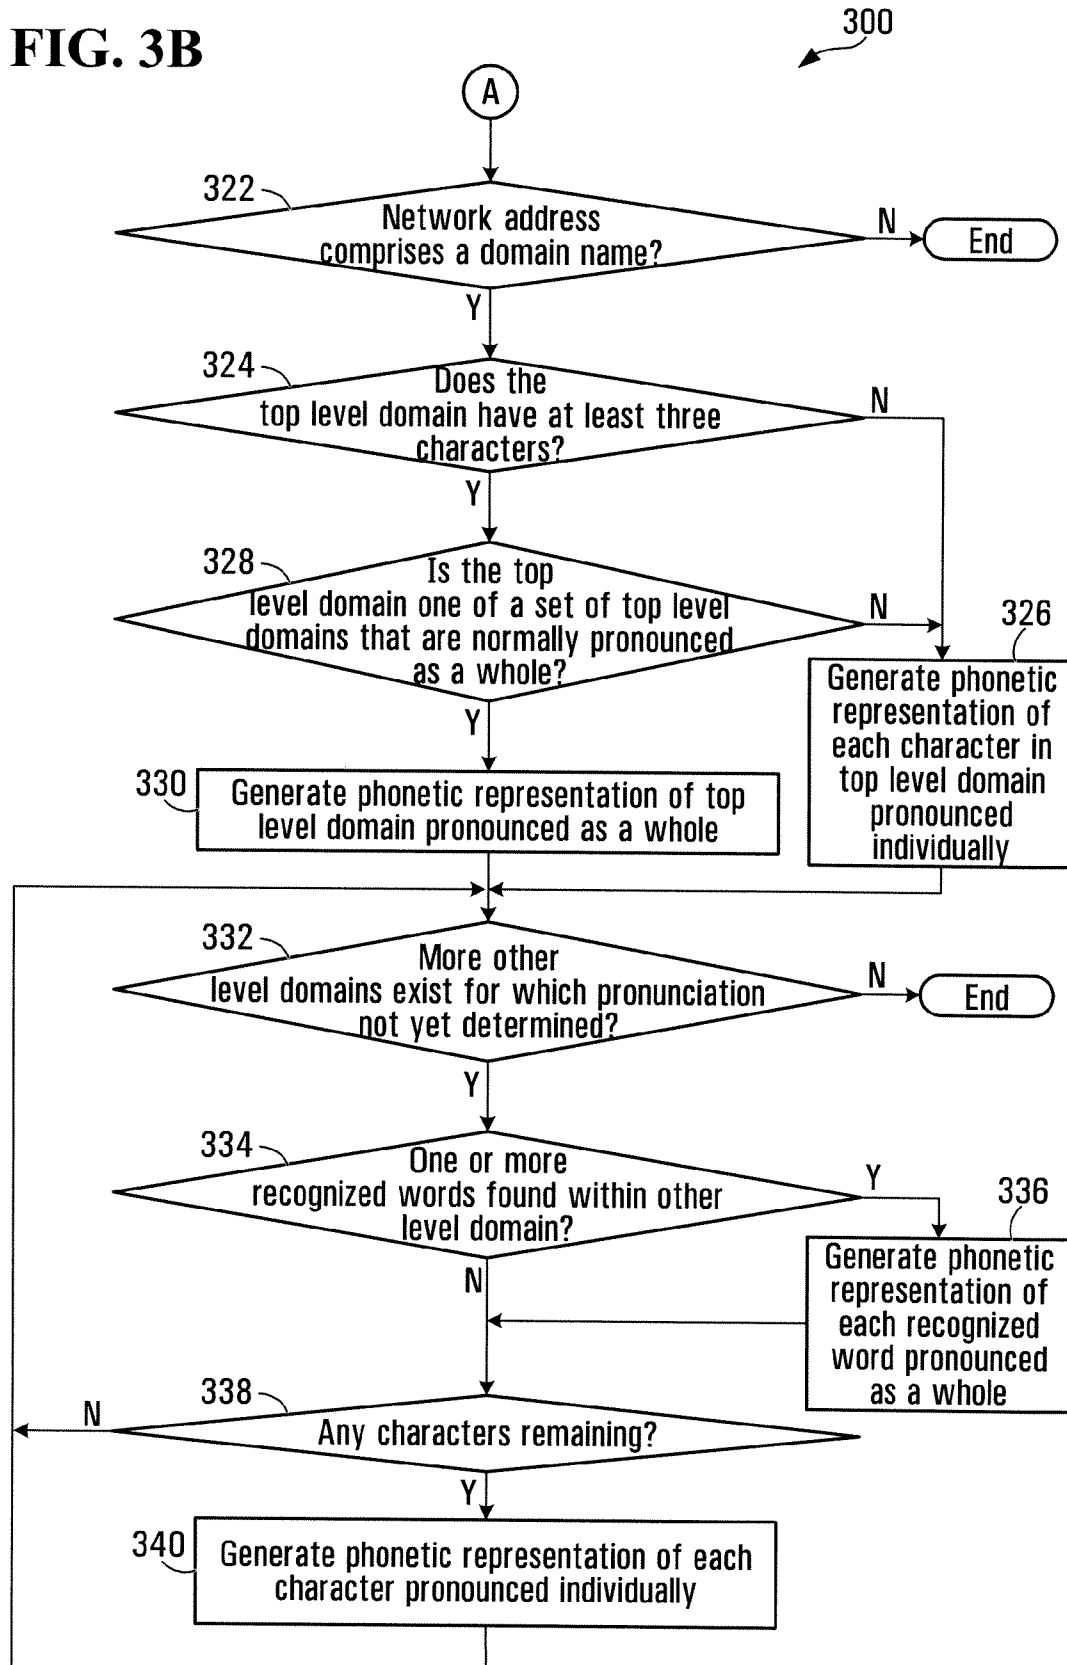 FIG. 3B
300
A
322
Network address
comprises a domain name?
N
End
Y
324
Does the
top level domain have at least three
characters?
N
Y
328
Is the top
level domain one of a set of top level
domains that are normally pronounced
as a whole?
N
326
Generate phonetic
representation of
each character in
top level domain
pronounced
individually
Y
330
Generate phonetic representation of top
level domain pronounced as a whole
332
More other
level domains exist for which pronunciation
not yet determined?
N
End
Y
334
One or more
recognized words found within other
level domain?
Y
336
Generate phonetic
representation of
each recognized
word pronounced
as a whole
N
338
Any characters remaining?
N
Y
340
Generate phonetic representation of each
character pronounced individually